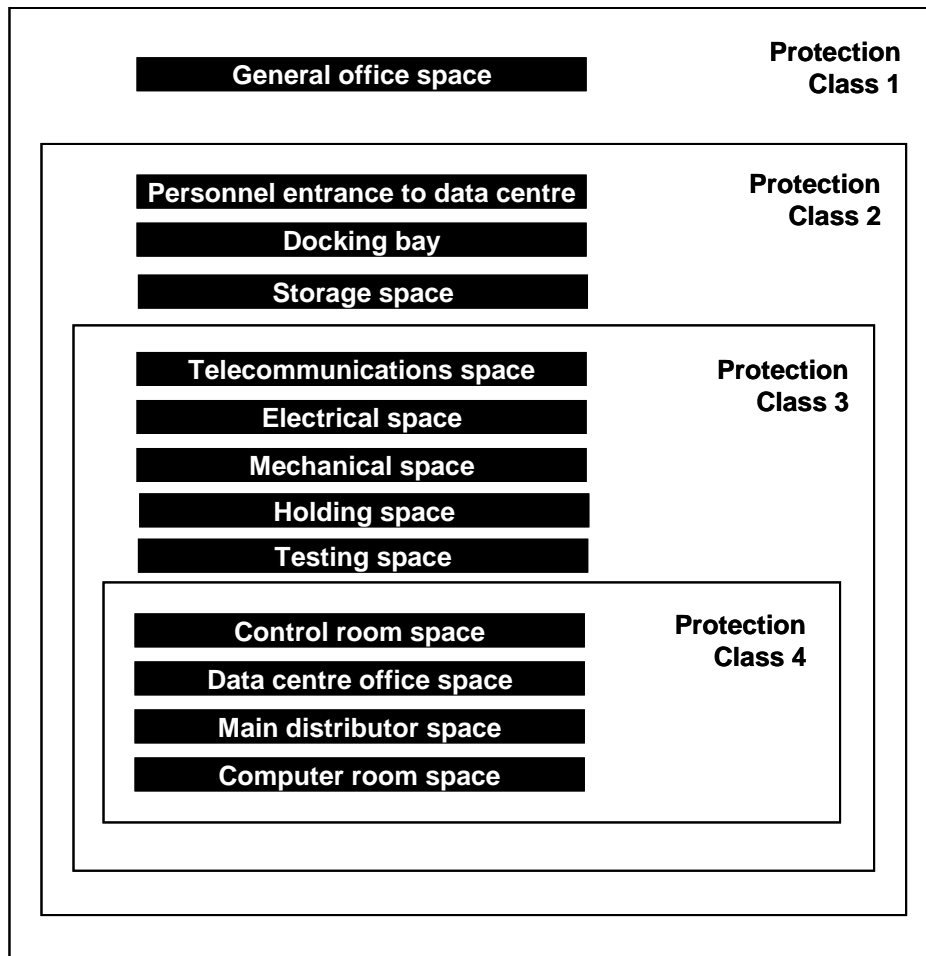 General office space
Protection
Class 1
Personnel entrance to data centre
Docking bay
Storage space
Protection
Class 2
Telecommunications space
Electrical space
Mechanical space
Holding space
Testing space
Protection
Class 3
Control room space
Data centre office space
Main distributor space
Computer room space
Protection
Class 4